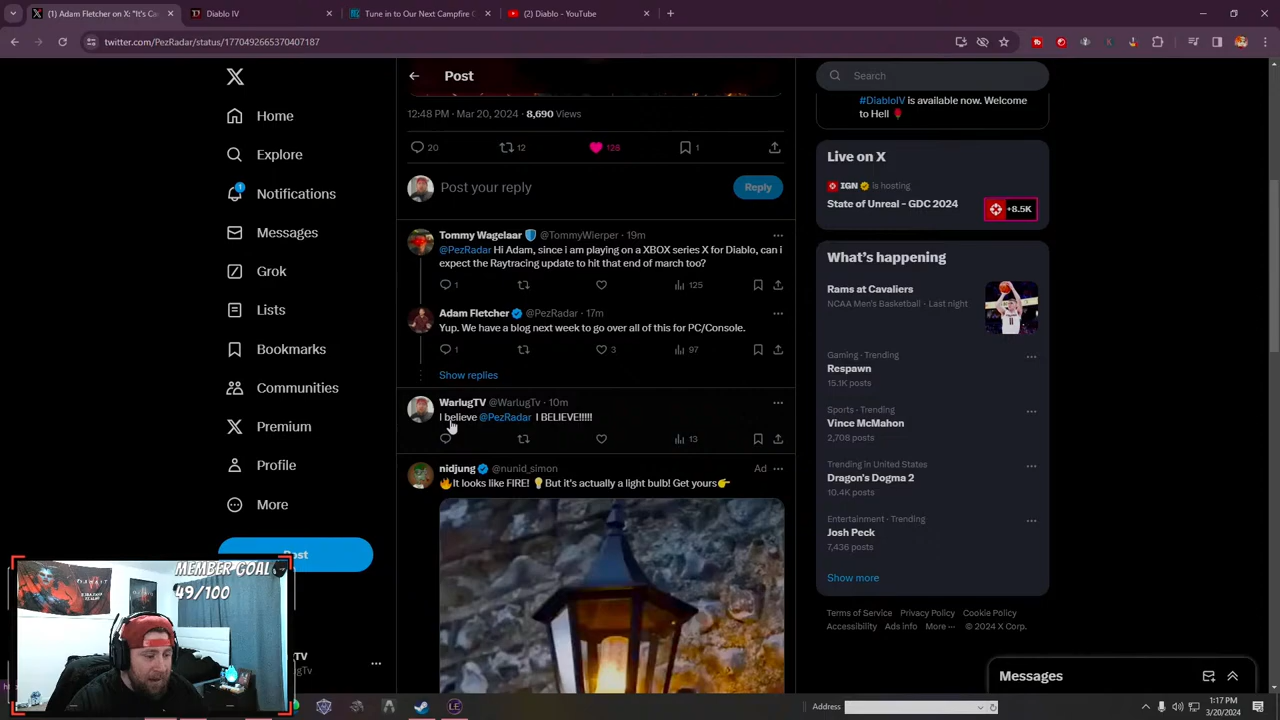 (1) Adam Fletcher on X: "It's Ca
Diablo IV
Tune in to Our Next Campfire C
(2) Diablo - YouTube
twitter.com/PezRadar/status/1770492665370407187
Home
Explore
1
Notifications
Messages
Grok
Lists
Bookmarks
Communities
Premium
Profile
More
Post
Post
12:48 PM · Mar 20, 2024 · 8,690 Views
20
12
126
1
Post your reply
Reply
Tommy Wagelaar @TommyWierper · 19m
@PezRadar Hi Adam, since i am playing on a XBOX series X for Diablo, can i
expect the Raytracing update to hit that end of march too?
1
125
Adam Fletcher @PezRadar · 17m
Yup. We have a blog next week to go over all of this for PC/Console.
1
3
97
Show replies
WarlugTV @WarlugTv · 10m
I believe @PezRadar I BELIEVE!!!!!
13
nidjung @nunid_simon
Ad
🔥It looks like FIRE! 💡But it's actually a light bulb! Get yours👉
Search
#DiabloIV is available now. Welcome
to Hell
Live on X
IGN is hosting
State of Unreal - GDC 2024
+8.5K
What's happening
Rams at Cavaliers
NCAA Men's Basketball · Last night
Gaming · Trending
Respawn
15.1K posts
Sports · Trending
Vince McMahon
2,708 posts
Trending in United States
Dragon's Dogma 2
10.4K posts
Entertainment · Trending
Josh Peck
7,436 posts
Show more
Terms of Service Privacy Policy Cookie Policy
Accessibility Ads info More ··· © 2024 X Corp.
Messages
MEMBER GOAL
49/100
Address
1:17 PM
3/20/2024